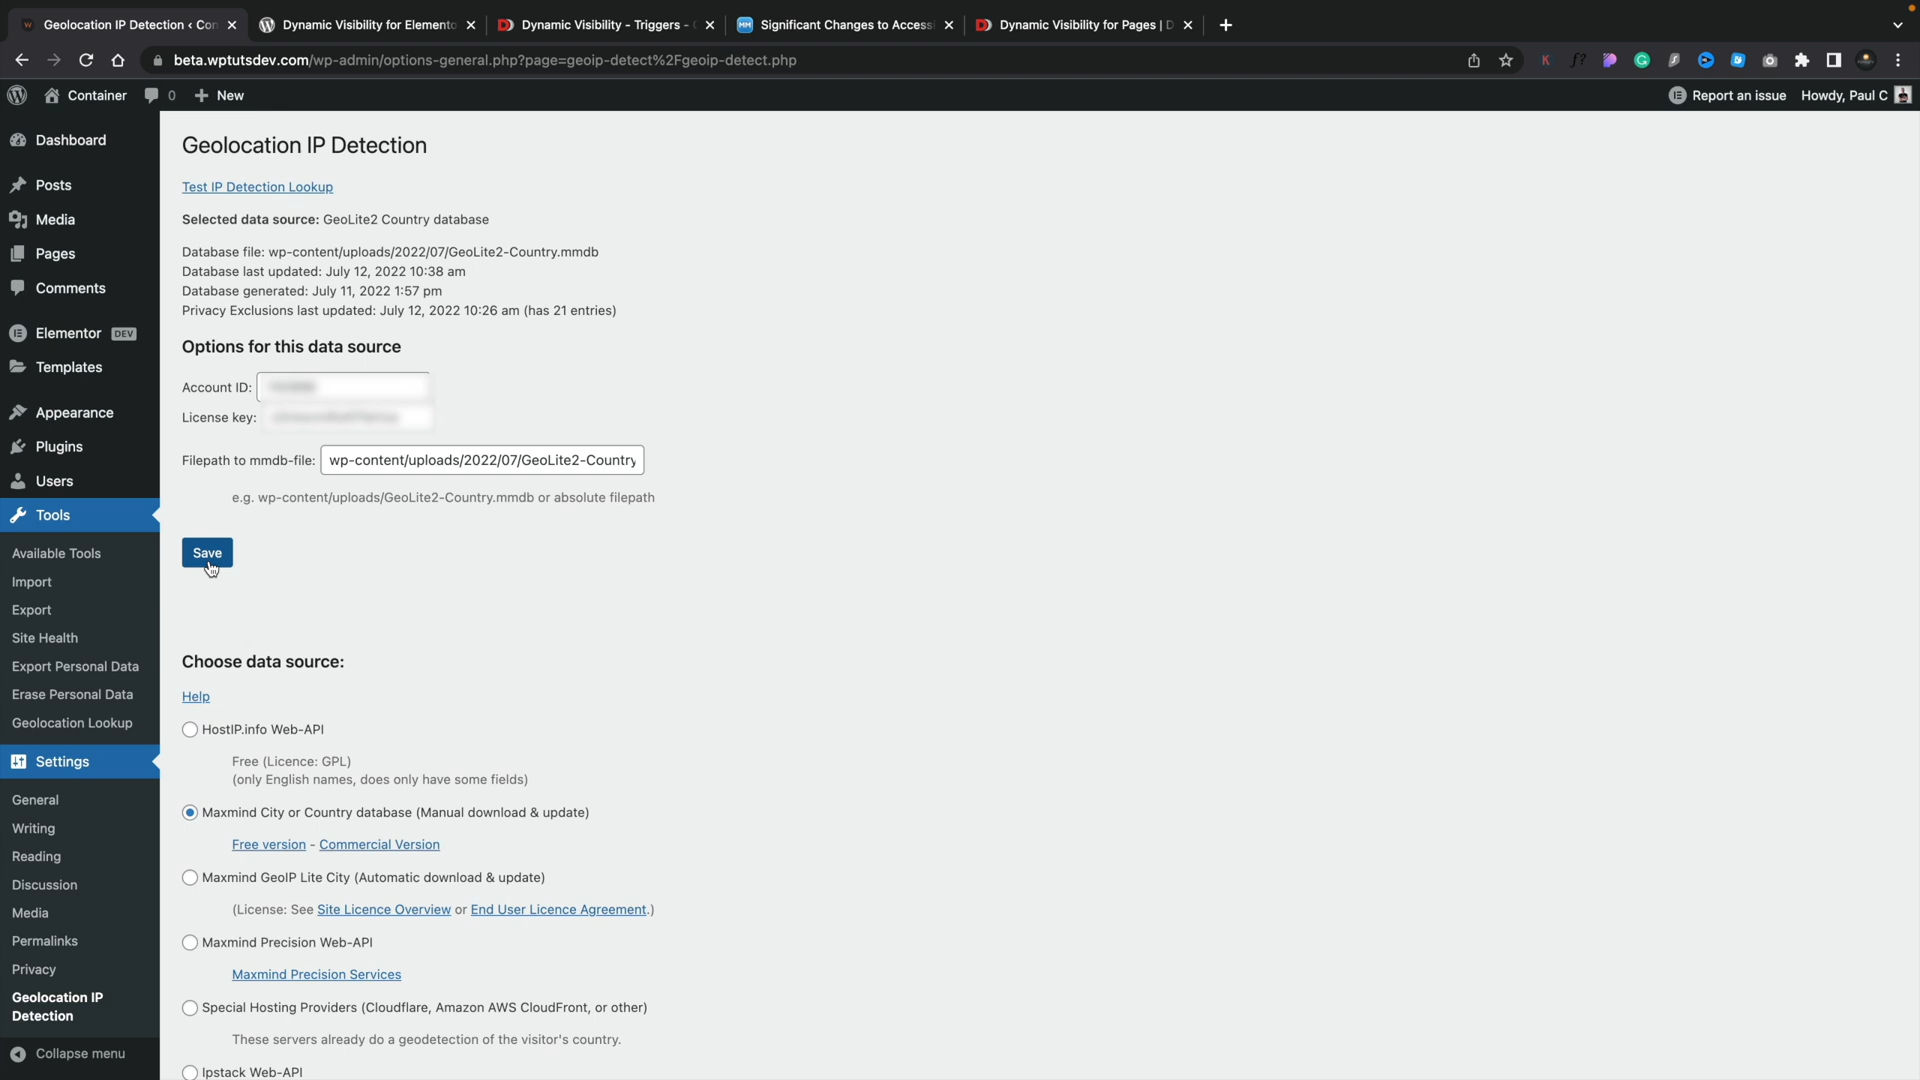 Geolocation IP Detection ‹ Con
Dynamic Visibility for Elemento
Dynamic Visibility - Triggers -
Significant Changes to Access
Dynamic Visibility for Pages | D
beta.wptutsdev.com/wp-admin/options-general.php?page=geoip-detect%2Fgeoip-detect.php
Container
0
New
Report an issue
Howdy, Paul C
Dashboard
Posts
Media
Pages
Comments
Elementor DEV
Templates
Appearance
Plugins
Users
Tools
Available Tools
Import
Export
Site Health
Export Personal Data
Erase Personal Data
Geolocation Lookup
Settings
General
Writing
Reading
Discussion
Media
Permalinks
Privacy
Geolocation IP
Detection
Collapse menu
Geolocation IP Detection
Test IP Detection Lookup
Selected data source: GeoLite2 Country database
Database file: wp-content/uploads/2022/07/GeoLite2-Country.mmdb
Database last updated: July 12, 2022 10:38 am
Database generated: July 11, 2022 1:57 pm
Privacy Exclusions last updated: July 12, 2022 10:26 am (has 21 entries)
Options for this data source
Account ID:
License key:
Filepath to mmdb-file: wp-content/uploads/2022/07/GeoLite2-Country
e.g. wp-content/uploads/GeoLite2-Country.mmdb or absolute filepath
Save
Choose data source:
Help
HostIP.info Web-API
Free (Licence: GPL)
(only English names, does only have some fields)
Maxmind City or Country database (Manual download & update)
Free version - Commercial Version
Maxmind GeoIP Lite City (Automatic download & update)
(License: See Site Licence Overview or End User Licence Agreement.)
Maxmind Precision Web-API
Maxmind Precision Services
Special Hosting Providers (Cloudflare, Amazon AWS CloudFront, or other)
These servers already do a geodetection of the visitor's country.
Ipstack Web-API